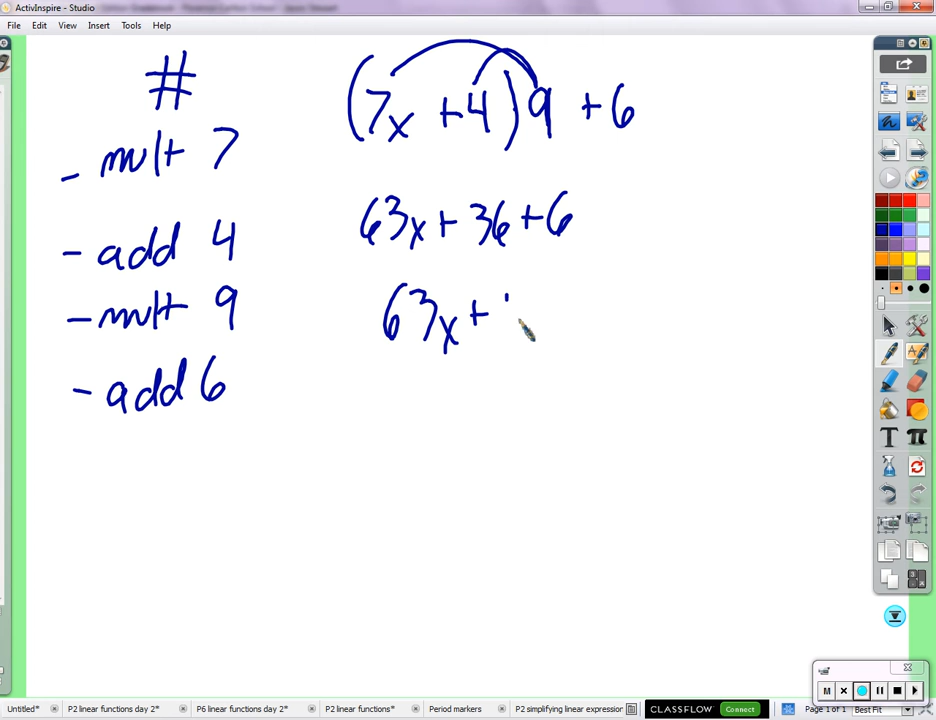 ActivInspire - Studio
File Edit View Insert Tools Help
#
- mult 7
- add 4
- mult 9
- add 6
(7x + 4) 9 + 6
63x + 36 + 6
63x +
Untitled* P2 linear functions day 2* P6 linear functions day 2* P2 linear functions* Period markers P2 simplifying linear expression CLASSFLOW Connect Page 1 of 1 Best Fit
M